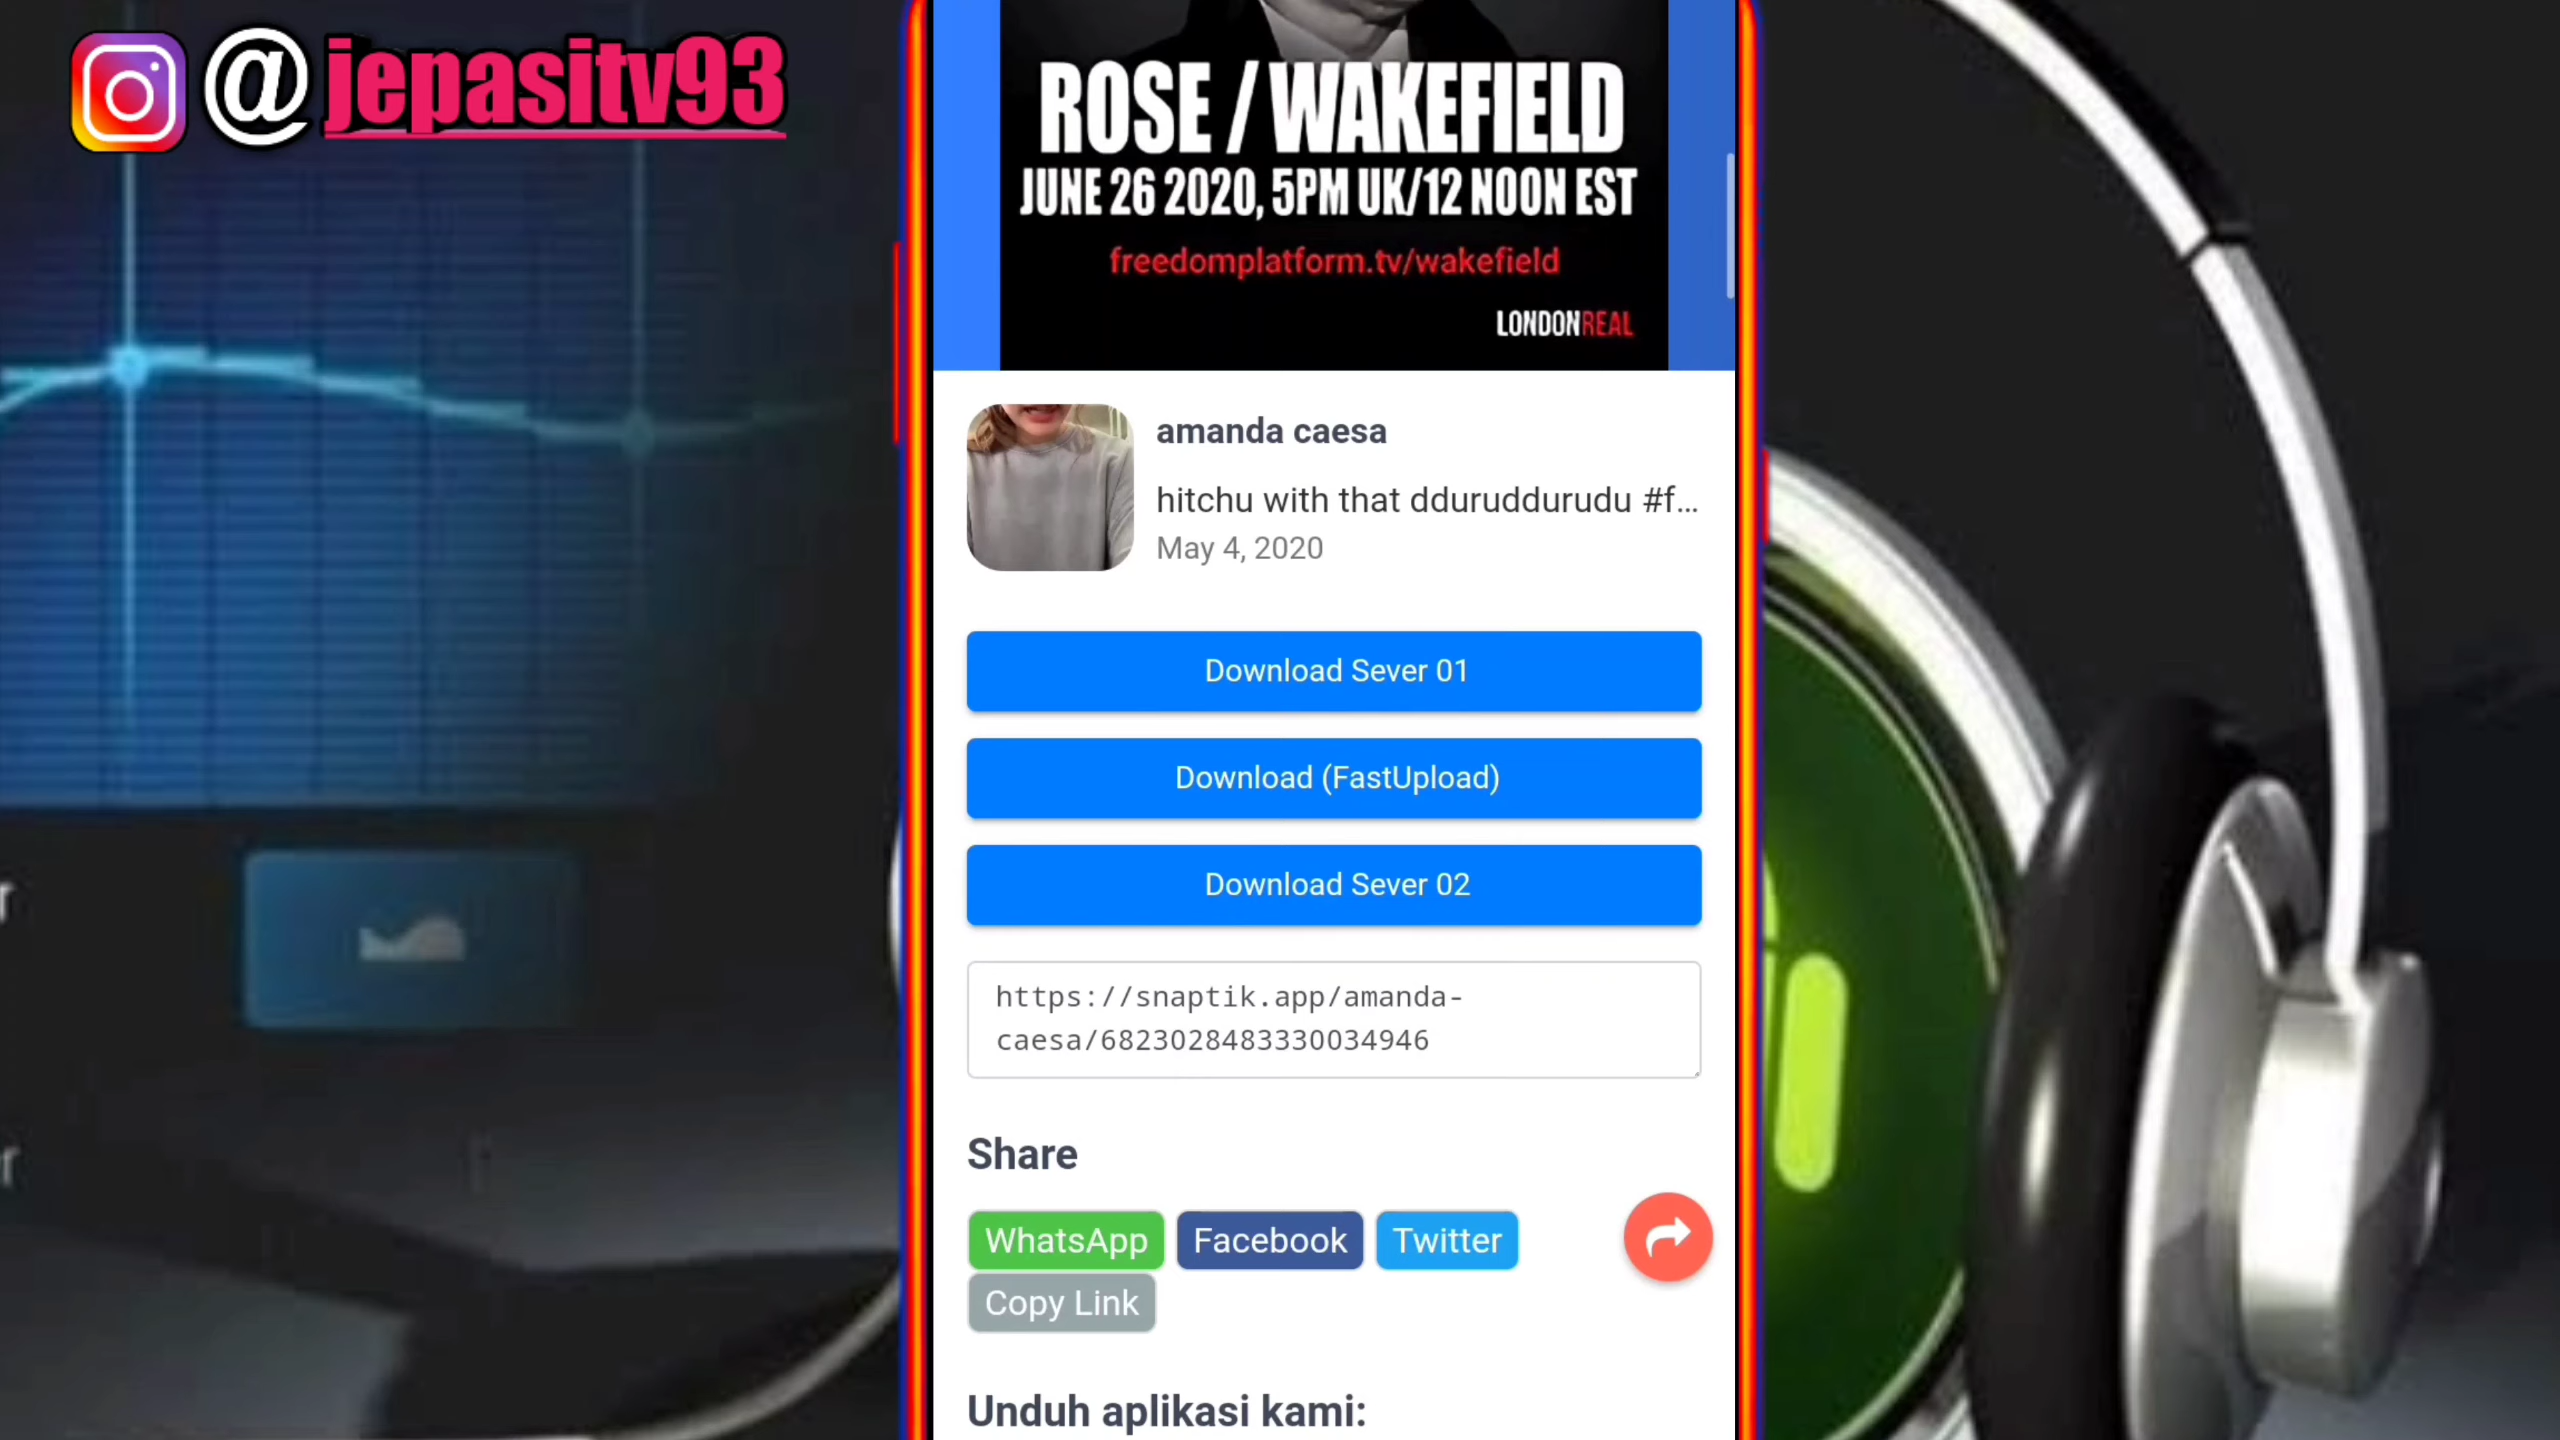 @jepasitv93
ROSE / WAKEFIELD
JUNE 26 2020, 5PM UK/12 NOON EST
freedomplatform.tv/wakefield
LONDONREAL
amanda caesa
hitchu with that dduruddurudu #f...
May 4, 2020
Download Sever 01
Download (FastUpload)
Download Sever 02
https://snaptik.app/amanda-
caesa/6823028483330034946
Share
WhatsApp Facebook Twitter
Copy Link
Unduh aplikasi kami: